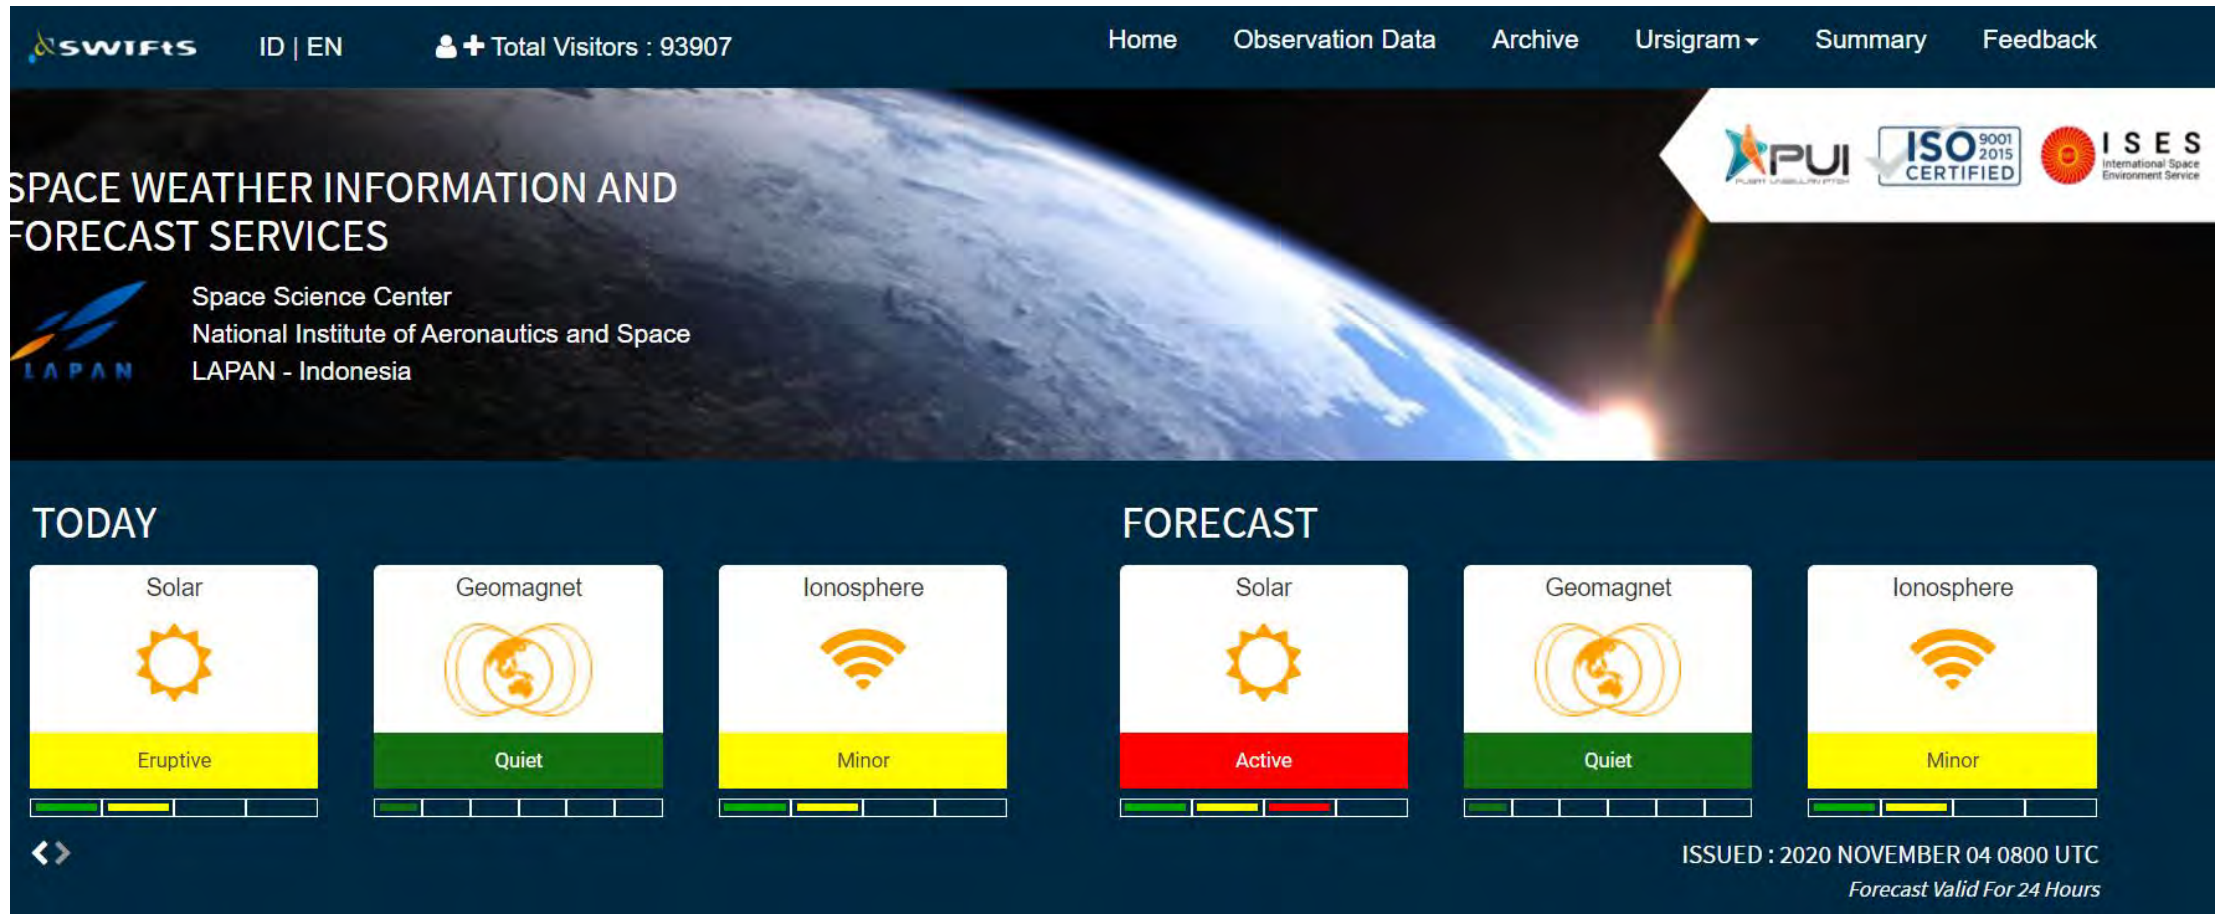 SWIFtS ID | EN Total Visitors : 93907 Home Observation Data Archive Ursigram Summary Feedback
PUI
ISO 9001 2015 CERTIFIED
ISES
International Space
Environment Service
SPACE WEATHER INFORMATION AND
FORECAST SERVICES
LAPAN
Space Science Center
National Institute of Aeronautics and Space
LAPAN - Indonesia
TODAY
Solar Geomagnet Ionosphere
Eruptive Quiet Minor
FORECAST
Solar Geomagnet Ionosphere
Active Quiet Minor
ISSUED : 2020 NOVEMBER 04 0800 UTC
Forecast Valid For 24 Hours